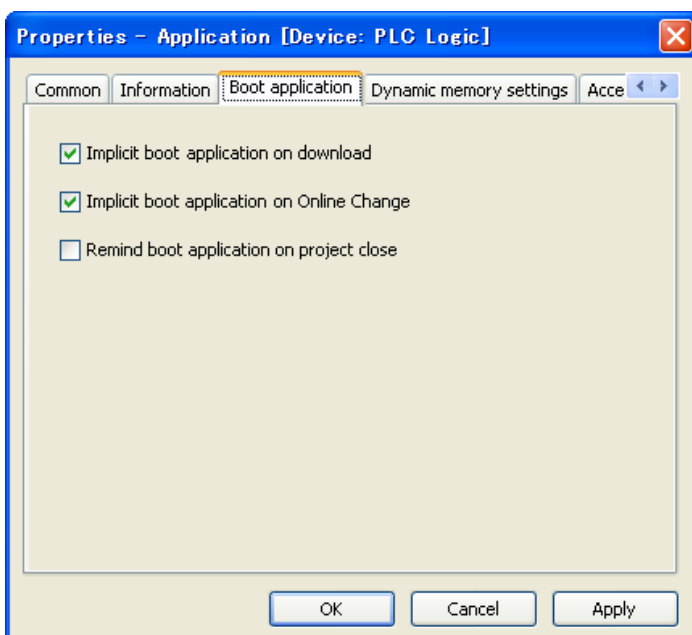 Properties - Application [Device: PLC Logic]
Common Information Boot application Dynamic memory settings Acce
Implicit boot application on download
Implicit boot application on Online Change
Remind boot application on project close
OK Cancel Apply